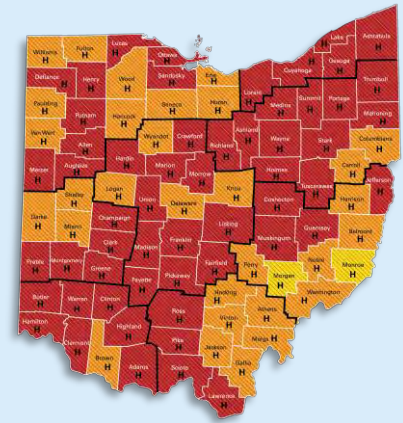 Williams
H
Fulton
H
Lucas
H
Ottawa
H
Lake
H
Ashtabula
H
Geauga
H
Cuyahoga
H
Defiance
H
Henry
H
Wood
H
Sandusky
H
Erie
H
Lorain
H
Trumbull
H
Paulding
H
Putnam
H
Hancock
H
Seneca
H
Huron
H
Medina
H
Summit
H
Portage
H
Mahoning
H
Van Wert
H
Allen
H
Wyandot
H
Crawford
H
Richland
H
Ashland
H
Wayne
H
Stark
H
Columbiana
H
Mercer
H
Auglaize
H
Hardin
H
Marion
H
Morrow
H
Holmes
H
Carroll
H
Tuscarawas
H
Jefferson
H
Shelby
H
Logan
H
Union
H
Delaware
H
Knox
H
Coshocton
H
Harrison
H
Darke
H
Miami
H
Champaign
H
Clark
H
Madison
H
Franklin
H
Licking
H
Muskingum
H
Guernsey
H
Belmont
H
Preble
H
Montgomery
H
Greene
H
Fayette
H
Pickaway
H
Fairfield
H
Perry
H
Morgan
H
Noble
H
Monroe
H
Butler
H
Warren
H
Clinton
H
Ross
H
Hocking
H
Athens
H
Washington
H
Hamilton
H
Clermont
H
Highland
H
Pike
H
Vinton
H
Meigs
H
Brown
H
Adams
H
Scioto
H
Jackson
H
Gallia
H
Lawrence
H